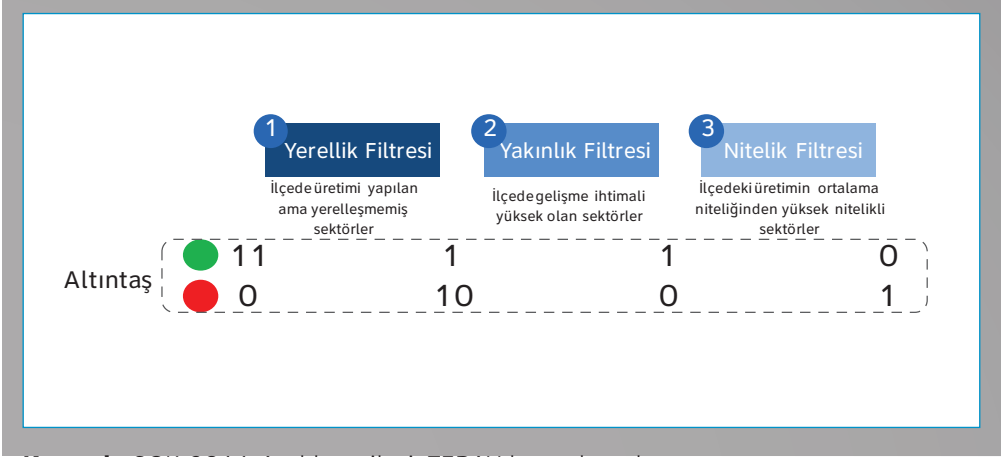 1
Yerellik Filtresi
İlçede üretimi yapılan
ama yerelleşmemiş
sektörler
2
Yakınlık Filtresi
İlçede gelişme ihtimali
yüksek olan sektörler
3
Nitelik Filtresi
İlçedeki üretimin ortalama
niteliğinden yüksek nitelikli
sektörler
Altıntaş
11 1 1 0
0 10 0 1